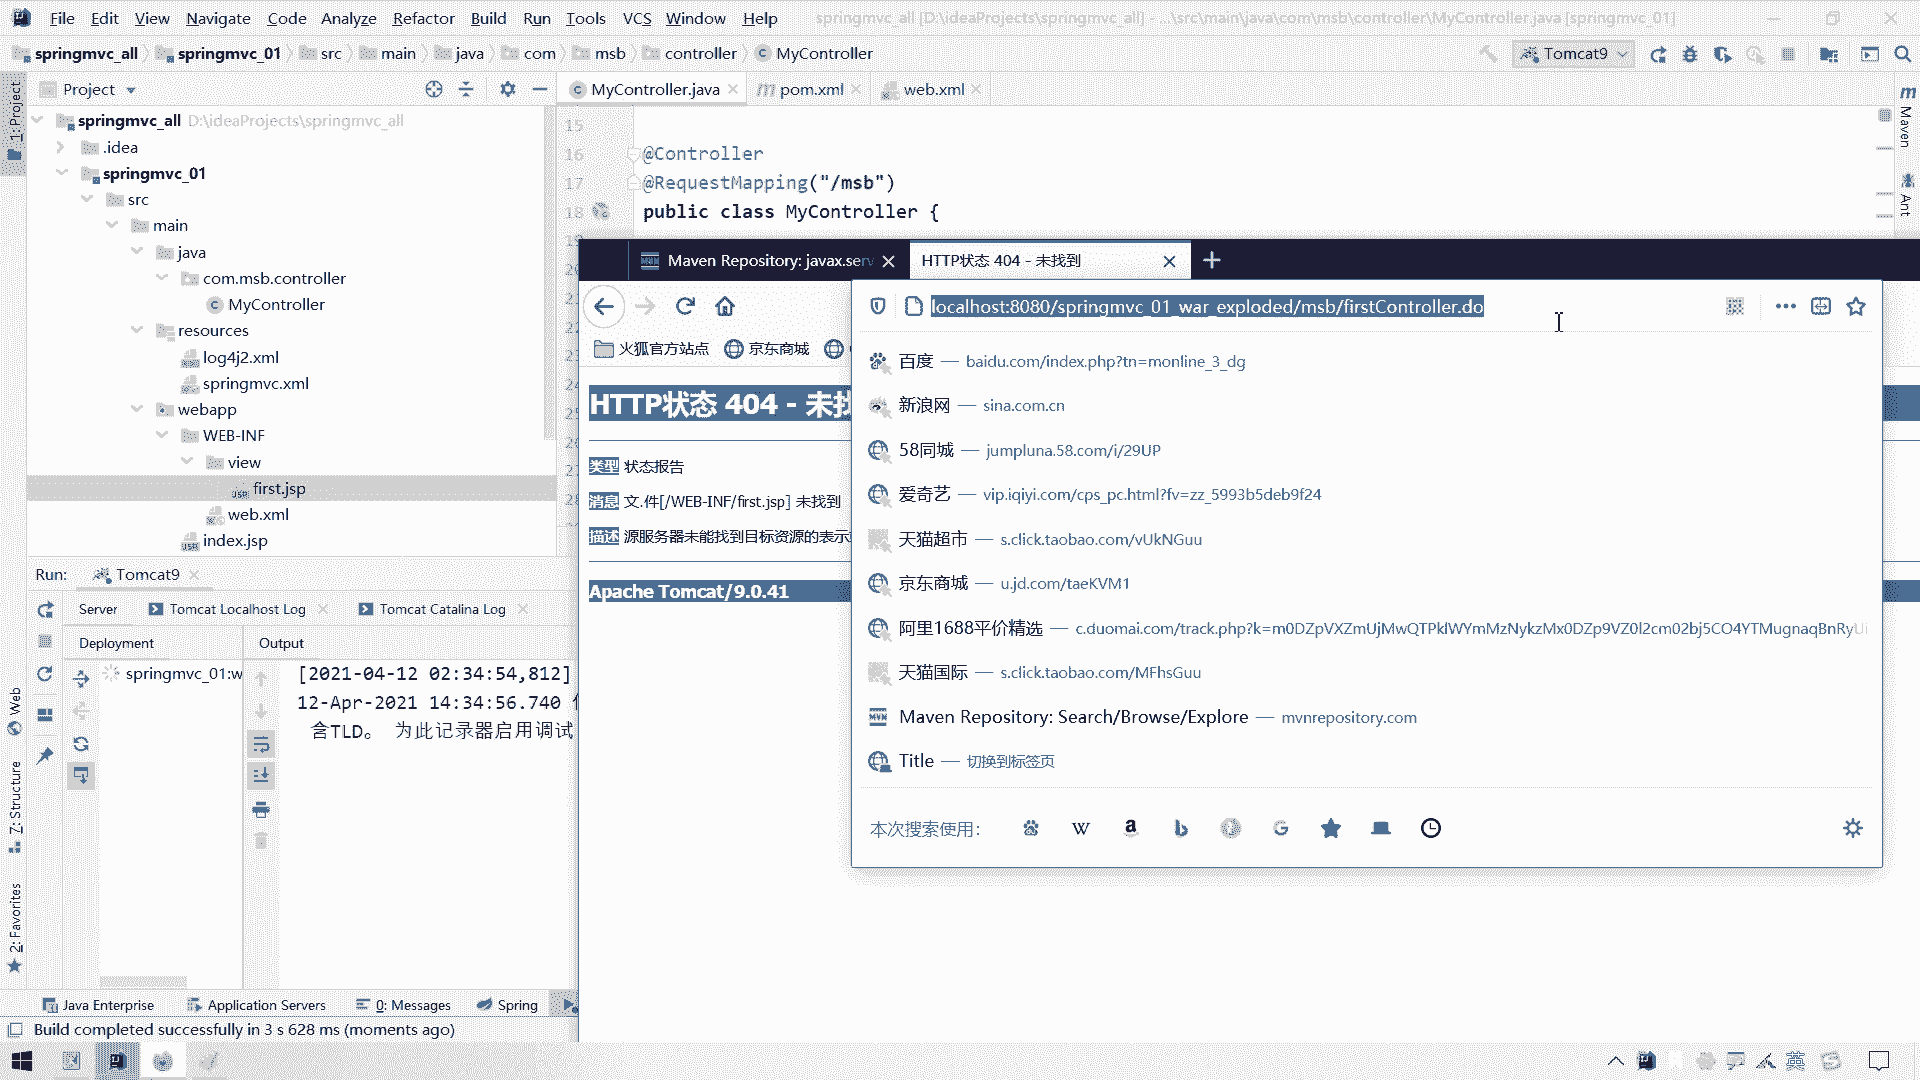 File Edit View Navigate Code Analyze Refactor Build Run Tools VCS Window Help springmvc_all [D:\ideaProjects\springmvc_all] - ...\src\main\java\com\msb\controller\MyController.java [springmvc_01]
springmvc_all springmvc_01 src main java com msb controller MyController Tomcat9
Project
MyController.java pom.xml web.xml
1: Project
springmvc_all D:\ideaProjects\springmvc_all
.idea
springmvc_01
src
main
java
com.msb.controller
MyController
resources
log4j2.xml
springmvc.xml
webapp
WEB-INF
view
first.jsp
web.xml
index.jsp
15
16 @Controller
17 @RequestMapping("/msb")
18 public class MyController {
Maven
Ant
Maven Repository: javax.serv
HTTP状态 404 - 未找到
localhost:8080/springmvc_01_war_exploded/msb/firstController.do
火狐官方站点 京东商城
HTTP状态 404 - 未找
类型 状态报告
消息 文.件[/WEB-INF/first.jsp] 未找到
描述 源服务器未能找到目标资源的表示
Apache Tomcat/9.0.41
百度 — baidu.com/index.php?tn=monline_3_dg
新浪网 — sina.com.cn
58同城 — jumpluna.58.com/i/29UP
爱奇艺 — vip.iqiyi.com/cps_pc.html?fv=zz_5993b5deb9f24
天猫超市 — s.click.taobao.com/vUkNGuu
京东商城 — u.jd.com/taeKVM1
阿里1688平价精选 —
天猫国际 — s.click.taobao.com/MFhsGuu
Maven Repository: Search/Browse/Explore — mvnrepository.com
Title — 切换到标签页
本次搜索使用:
Run: Tomcat9
Server Tomcat Localhost Log Tomcat Catalina Log
Deployment Output
springmvc_01:w
[2021-04-12 02:34:54,812]
12-Apr-2021 14:34:56.740
含TLD。 为此记录器启用调试
Web
7: Structure
2: Favorites
Java Enterprise Application Servers 0: Messages Spring
Build completed successfully in 3 s 628 ms (moments ago)
英